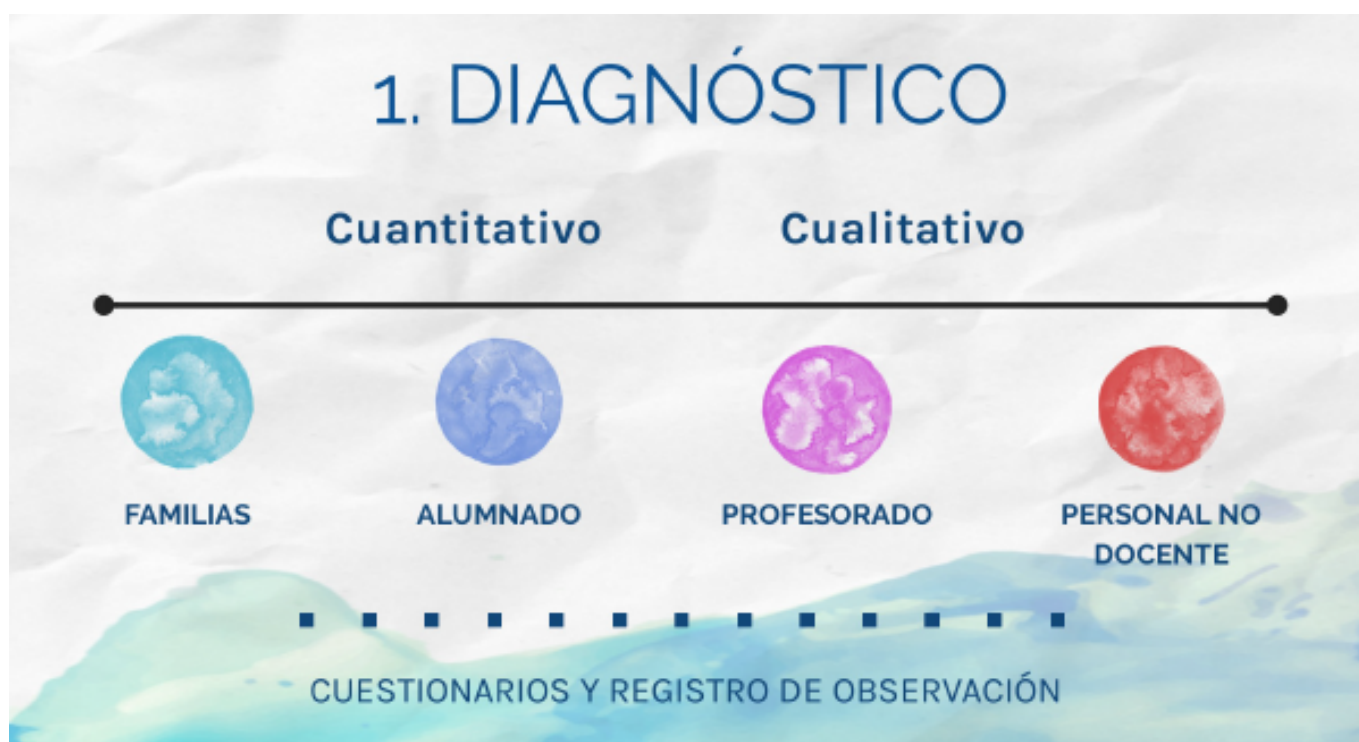 1. DIAGNÓSTICO
Cuantitativo Cualitativo
FAMILIAS ALUMNADO PROFESORADO PERSONAL NO
DOCENTE
CUESTIONARIOS Y REGISTRO DE OBSERVACIÓN